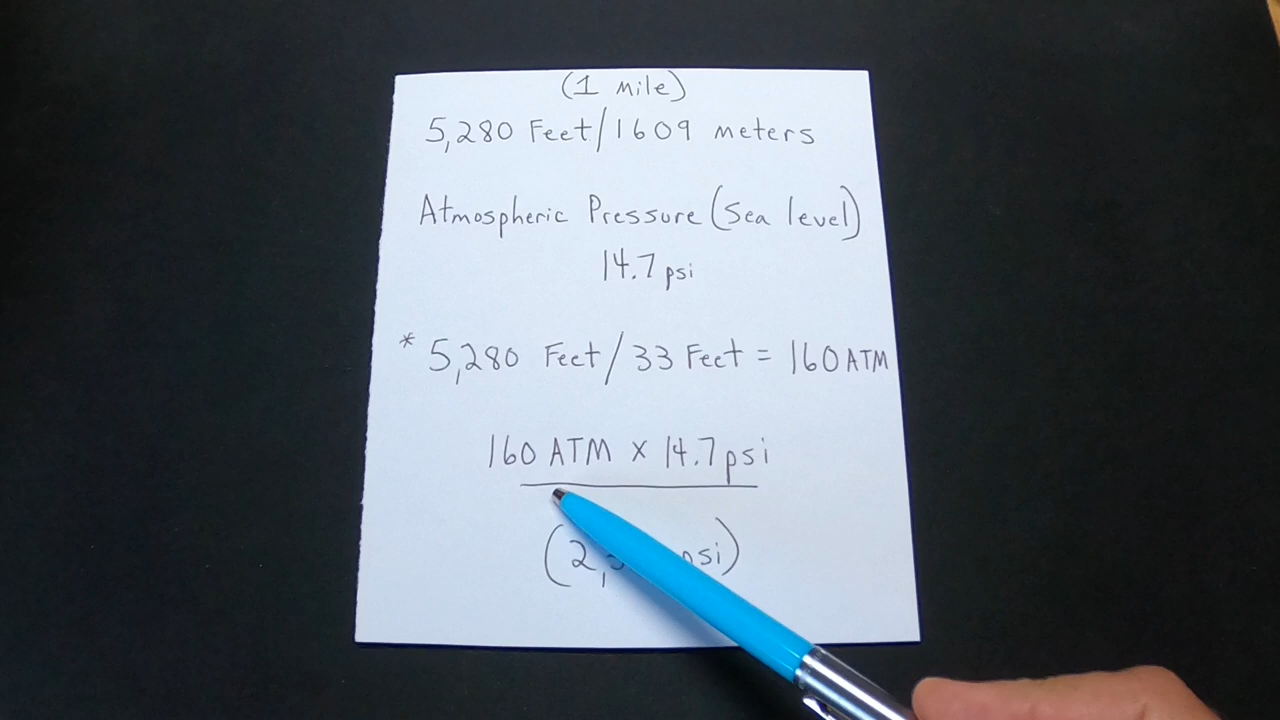 (1 mile)
5,280 Feet/1609 meters
Atmospheric Pressure (Sea level)
14.7 psi
* 5,280 Feet/33 Feet = 160 ATM
160 ATM x 14.7 psi